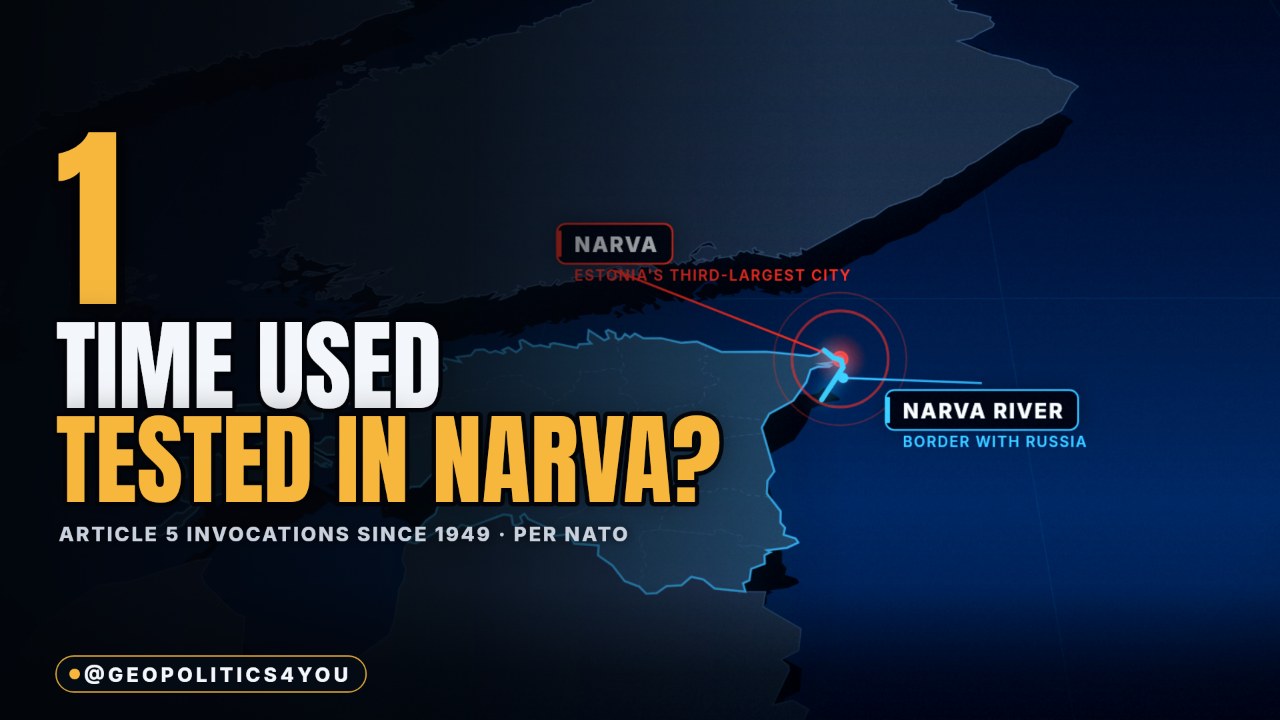 1
TIME USED
TESTED IN NARVA?
ARTICLE 5 INVOCATIONS SINCE 1949 · PER NATO
NARVA
ESTONIA'S THIRD-LARGEST CITY
NARVA RIVER
BORDER WITH RUSSIA
@GEOPOLITICS4YOU